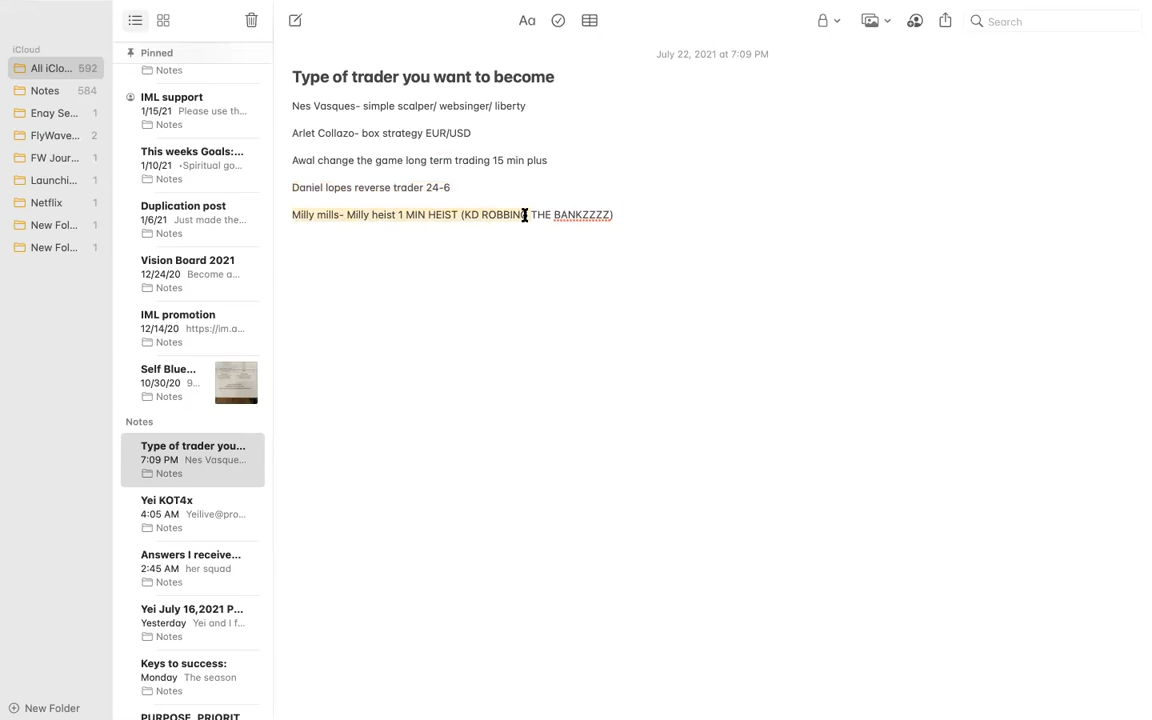 Search
July 22, 2021 at 7:09 PM
iCloud
All iClo... 592
Notes 584
Enay Se... 1
FlyWave... 2
FW Jour... 1
Launchi... 1
Netflix 1
New Fol... 1
New Fol... 1
New Folder
Pinned
Notes
IML support
1/15/21 Please use th...
Notes
This weeks Goals:...
1/10/21 •Spiritual go...
Notes
Duplication post
1/6/21 Just made the...
Notes
Vision Board 2021
12/24/20 Become a...
Notes
IML promotion
12/14/20 https://im.a...
Notes
Self Blue...
10/30/20 9...
Notes
Notes
Type of trader you...
7:09 PM Nes Vasque...
Notes
Yei KOT4x
4:05 AM Yeilive@pro...
Notes
Answers I receive...
2:45 AM her squad
Notes
Yei July 16,2021 P...
Yesterday Yei and I f...
Notes
Keys to success:
Monday The season
Notes
PURPOSE, PRIORIT
Aa
Type of trader you want to become
Nes Vasques- simple scalper/ websinger/ liberty
Arlet Collazo- box strategy EUR/USD
Awal change the game long term trading 15 min plus
Daniel lopes reverse trader 24-6
Milly mills- Milly heist 1 MIN HEIST (KD ROBBING THE BANKZZZZ)